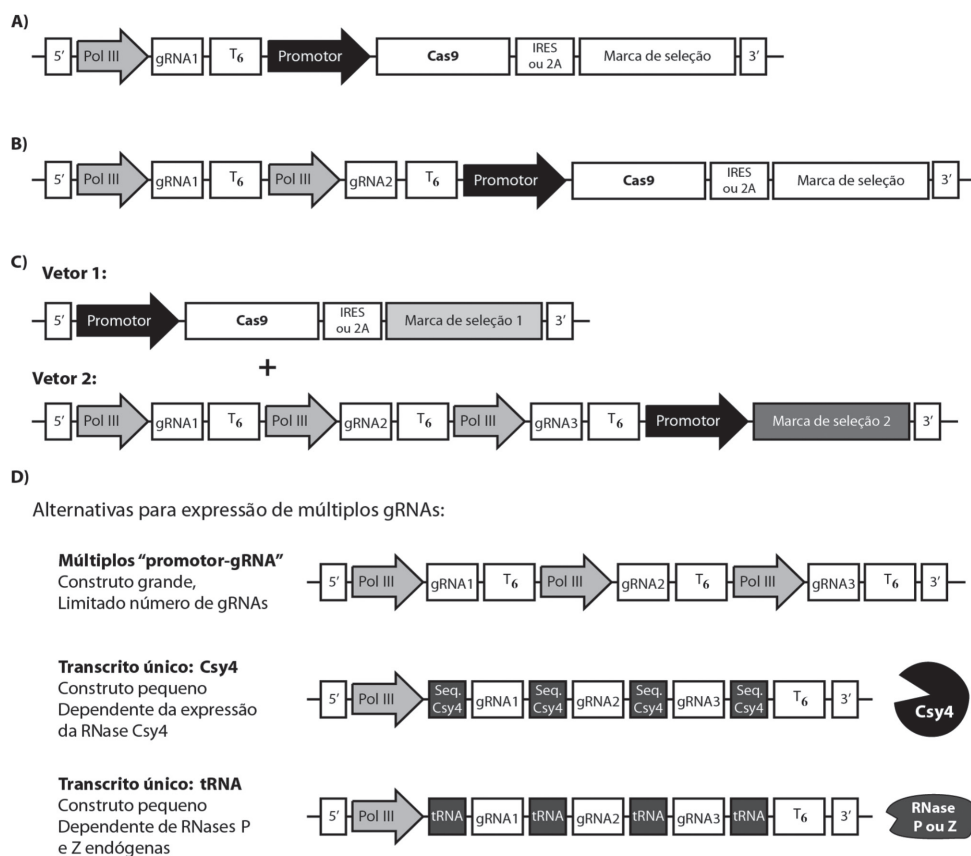 A)
5' Pol III gRNA1 T6 Promotor Cas9 IRES ou 2A Marca de seleção 3'
B)
5' Pol III gRNA1 T6 Pol III gRNA2 T6 Promotor Cas9 IRES ou 2A Marca de seleção 3'
C)
Vetor 1:
5' Promotor Cas9 IRES ou 2A Marca de seleção 1 3'
+
Vetor 2:
5' Pol III gRNA1 T6 Pol III gRNA2 T6 Pol III gRNA3 T6 Promotor Marca de seleção 2 3'
D)
Alternativas para expressão de múltiplos gRNAs:
Múltiplos “promotor-gRNA”
Construto grande,
Limitado número de gRNAs
5' Pol III gRNA1 T6 Pol III gRNA2 T6 Pol III gRNA3 T6 3'
Transcrito único: Csy4
Construto pequeno
Dependente da expressão
da RNase Csy4
5' Pol III Seq. Csy4 gRNA1 Seq. Csy4 gRNA2 Seq. Csy4 gRNA3 Seq. Csy4 T6 3'
Csy4
Transcrito único: tRNA
Construto pequeno
Dependente de RNases P
e Z endógenas
5' Pol III tRNA gRNA1 tRNA gRNA2 tRNA gRNA3 tRNA T6 3'
RNase
P ou Z